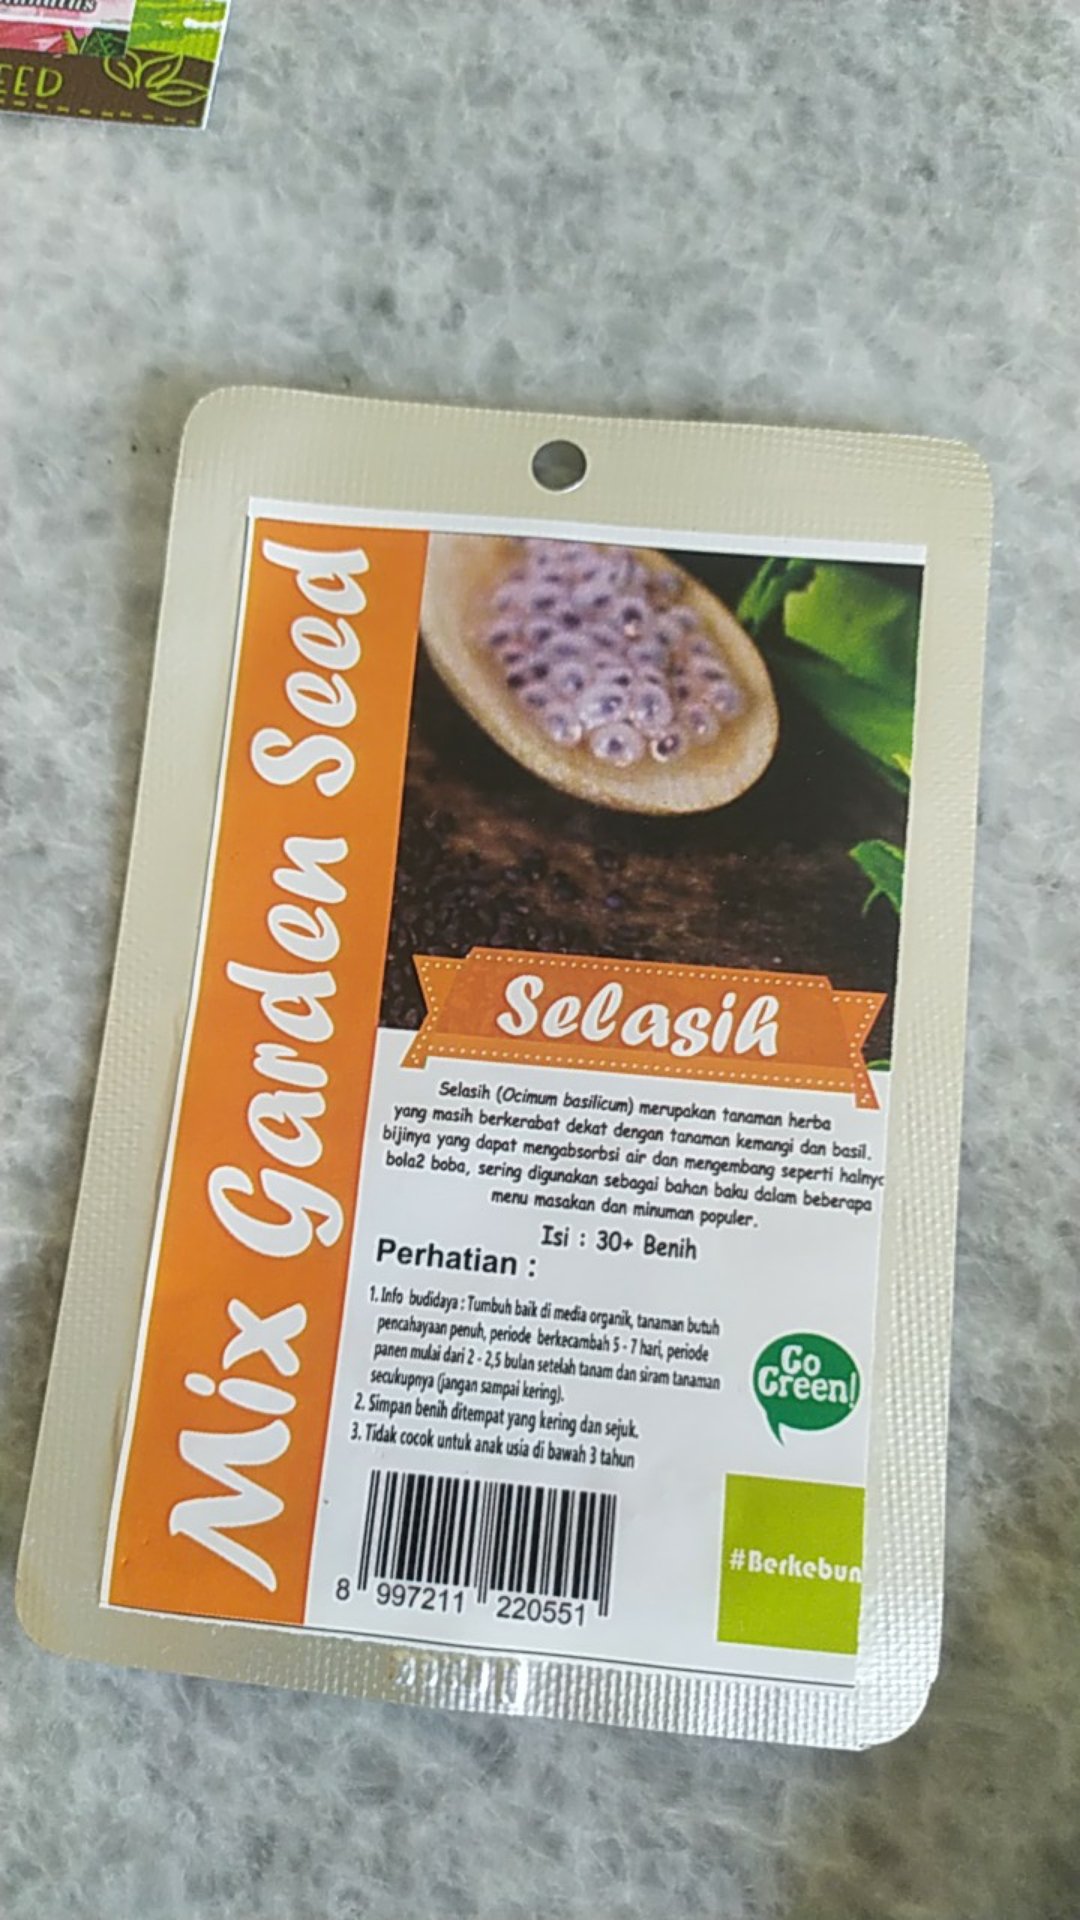 EED
Mix Garden Seed
Selasih
Selasih (Ocimum basilicum) merupakan tanaman herba
yang masih berkerabat dekat dengan tanaman kemangi dan basil.
bijinya yang dapat mengabsorbsi air dan mengembang seperti halnyc
bola2 boba, sering digunakan sebagai bahan baku dalam beberapa
menu masakan dan minuman populer.
Isi : 30+ Benih
Perhatian :
1. Info budidaya : Tumbuh baik di media organik, tanaman butuh
pencahayaan penuh, periode berkecambah 5 - 7 hari, periode
panen mulai dari 2 - 2,5 bulan setelah tanam dan siram tanaman
secukupnya (jangan sampai kering).
2. Simpan benih ditempat yang kering dan sejuk.
3. Tidak cocok untuk anak usia di bawah 3 tahun
Go
Green!
#Berkebun
8 997211 220551